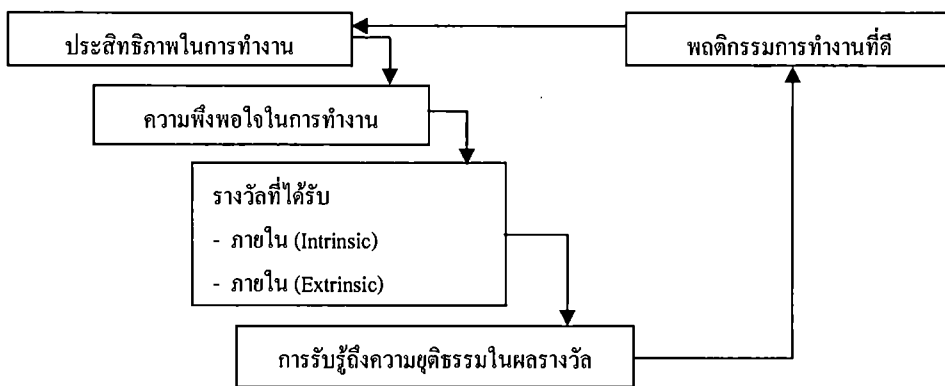 ประสิทธิภาพในการทำงาน
พฤติกรรมการทำงานที่ดี
ความพึงพอใจในการทำงาน
รางวัลที่ได้รับ
- ภายใน (Intrinsic)
- ภายใน (Extrinsic)
การรับรู้ถึงความยุติธรรมในผลรางวัล